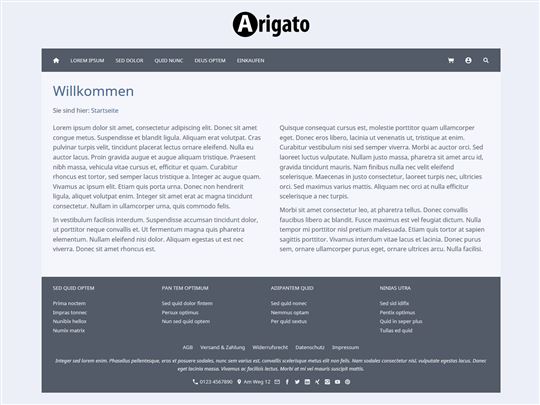 Arigato
LOREM IPSUM SED DOLOR QUID NUNC DEUS OPTEM EINKAUFEN
Willkommen
Sie sind hier: Startseite
Lorem ipsum dolor sit amet, consectetur adipiscing elit. Donec sit amet
congue metus. Suspendisse et blandit ligula. Aliquam erat volutpat. Cras
pulvinar turpis velit, tincidunt placerat lectus ornare eleifend. Nulla eu
auctor lacus. Proin gravida augue et augue aliquam tristique. Praesent
nibh massa, vehicula vitae cursus et, efficitur et quam. Curabitur
rhoncus est tortor, sed semper lacus tristique a. Integer ac augue quam.
Vivamus ac ipsum elit. Etiam quis porta urna. Donec non hendrerit
ligula, aliquet volutpat enim. Integer sit amet erat ac magna tincidunt
consectetur. Nullam in ullamcorper urna, quis commodo felis.
In vestibulum facilisis interdum. Suspendisse accumsan tincidunt dolor,
ut porttitor neque convallis et. Ut fermentum magna quis pharetra
elementum. Nullam eleifend nisi dolor. Aliquam egestas ut est nec
viverra. Donec sit amet rhoncus est.
Quisque consequat cursus est, molestie porttitor quam ullamcorper
eget. Donec eros libero, lacinia ut venenatis ut, tristique at enim.
Curabitur vestibulum nisi sed semper viverra. Morbi ac auctor orci. Sed
laoreet luctus vulputate. Nullam justo massa, pharetra sit amet arcu id,
gravida tincidunt mauris. Nam finibus nulla nec velit eleifend
scelerisque. Maecenas in justo consectetur, laoreet turpis nec, ultricies
orci. Sed maximus varius mattis. Aliquam nec orci at nulla efficitur
scelerisque a nec turpis.
Morbi sit amet consectetur leo, at pharetra tellus. Donec convallis
faucibus libero ac blandit. Fusce maximus est vel feugiat dictum. Nulla
tempor mi porttitor nisl pretium malesuada. Etiam quis tortor at sapien
sagittis porttitor. Vivamus interdum vitae lacus et lacinia. Donec purus
sem, ornare ullamcorper purus eget, ornare ultricies arcu. Nulla facilisi.
SED QUID OPTEM
Prima noctem
Impras tonnec
Nunibix hellox
Numix matrix
PAN TEM OPTIMUM
Sed quid dolor fintem
Persux optimus
Non sed quid optem
ADIIPANTEM QUID
Sed quid nonec
Nemmus optam
Per quid sextus
NINIAS UTRA
Sed sid idifix
Pentix optimus
Quid in seper plus
Tullas ed quid
AGB Versand & Zahlung Widerrufsrecht Datenschutz Impressum
Integer sed lorem enim. Phasellus pellentesque, eros et posuere sodales, nunc sem varius est, convallis scelerisque metus elit non felis. Nam sodales consectetur nisl, vulputate egestas lacus. Donec
eget lacinia massa. Vivamus ac facilisis lectus. Morbi at mi vel mauris suscipit mattis.
0123 4567890 Am Weg 12